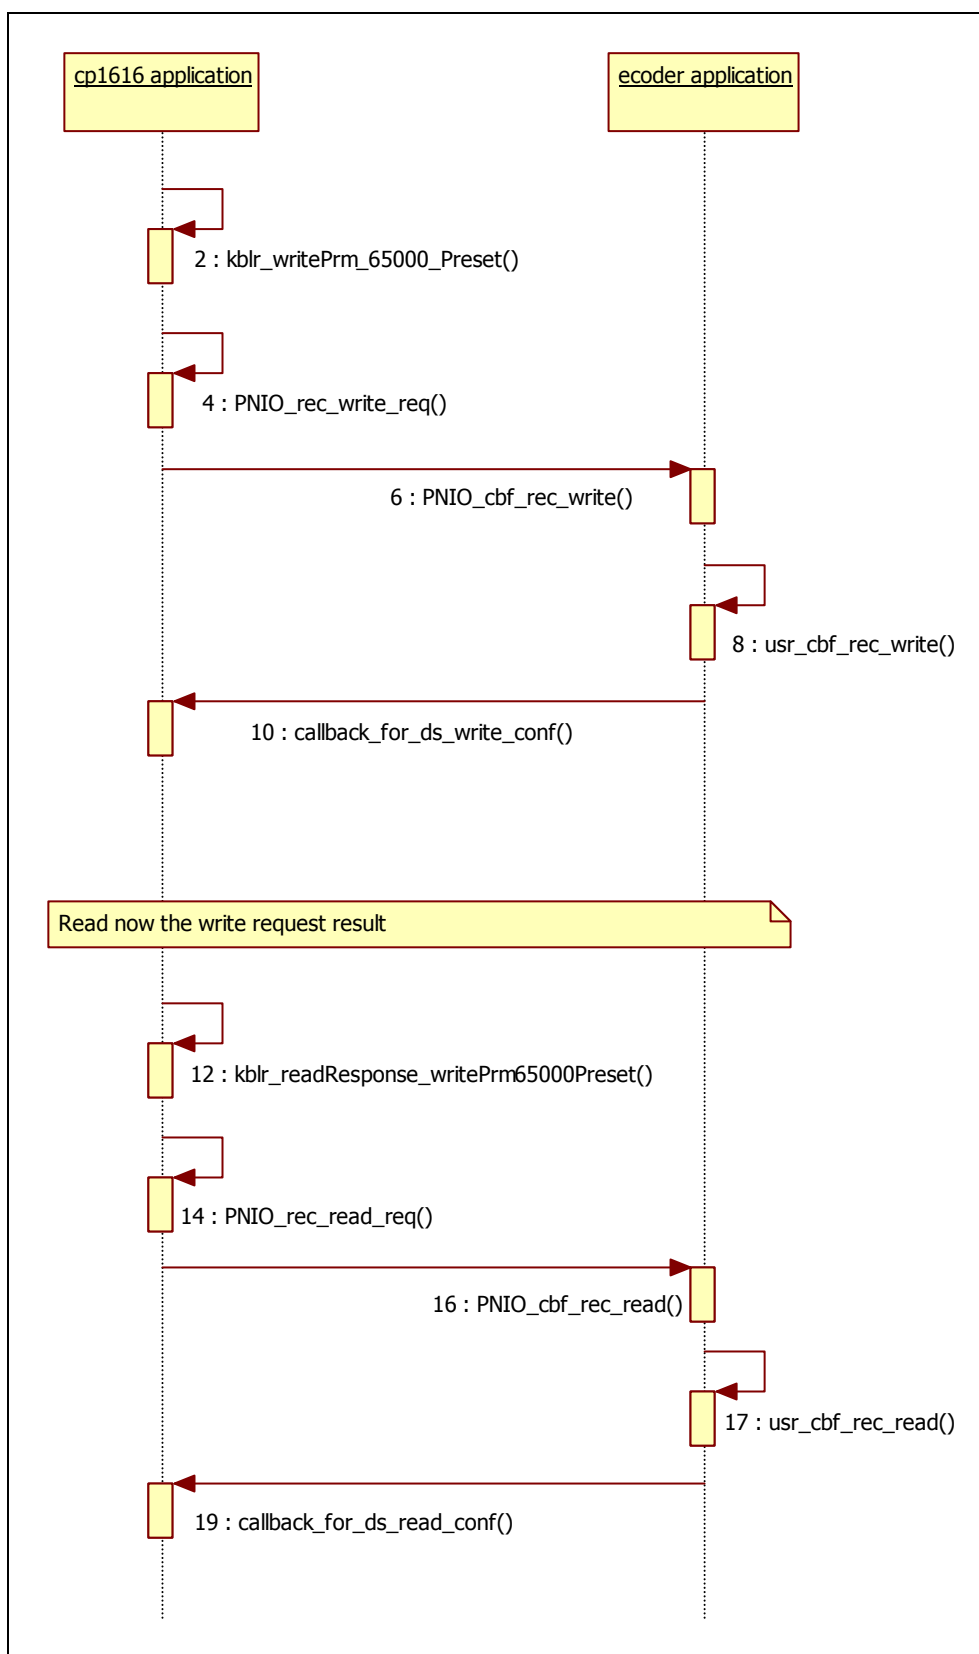 cp1616 application
ecoder application
2 : kblr_writePrm_65000_Preset()
4 : PNIO_rec_write_req()
6 : PNIO_cbf_rec_write()
8 : usr_cbf_rec_write()
10 : callback_for_ds_write_conf()
Read now the write request result
12 : kblr_readResponse_writePrm65000Preset()
14 : PNIO_rec_read_req()
16 : PNIO_cbf_rec_read()
17 : usr_cbf_rec_read()
19 : callback_for_ds_read_conf()